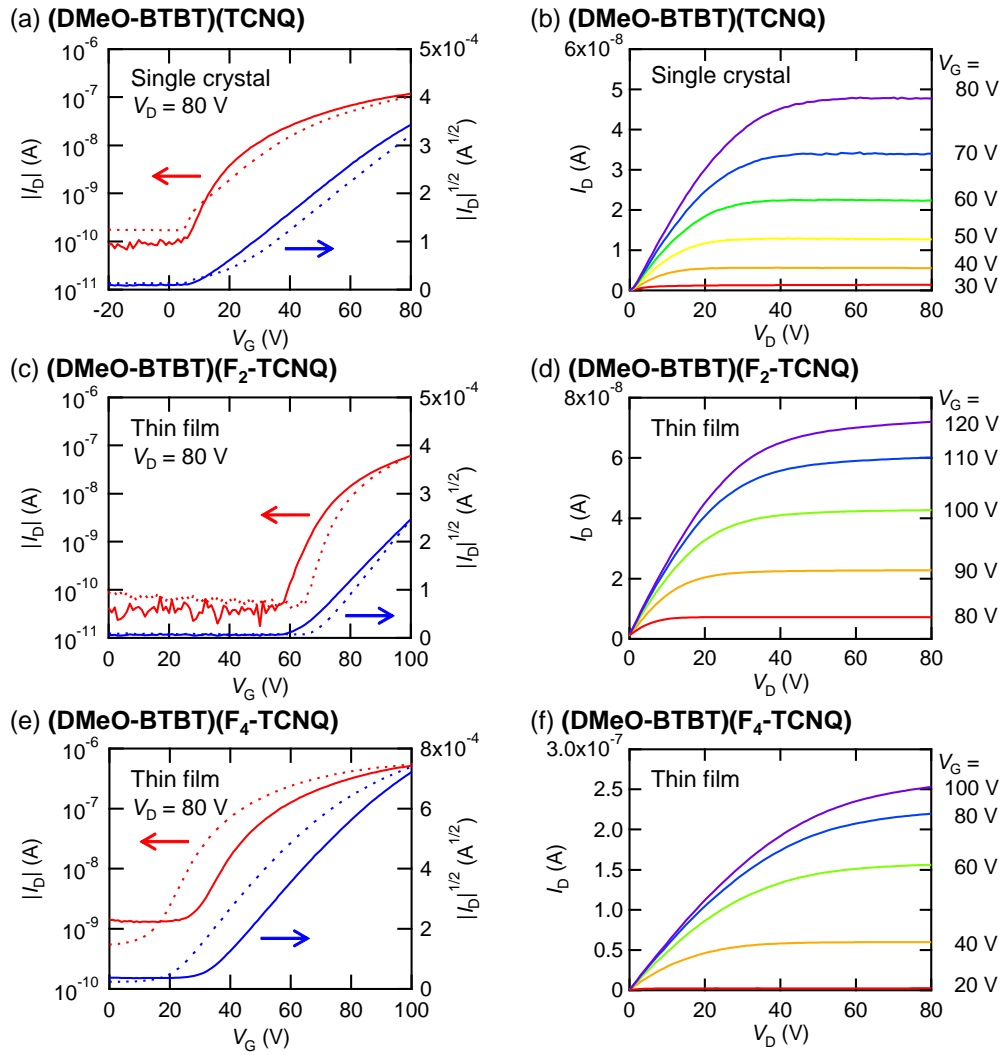 (a) (DMeO-BTBT)(TCNQ)
Single crystal
V_D = 80 V
10^-6
10^-7
10^-8
10^-9
10^-10
10^-11
|I_D| (A)
5x10^-4
4
3
2
1
0
|I_D|^1/2 (A^1/2)
-20 0 20 40 60 80
V_G (V)
(b) (DMeO-BTBT)(TCNQ)
Single crystal
6x10^-8
5
4
3
2
1
0
I_D (A)
V_G =
80 V
70 V
60 V
50 V
40 V
30 V
0 20 40 60 80
V_D (V)
(c) (DMeO-BTBT)(F_2-TCNQ)
Thin film
V_D = 80 V
10^-6
10^-7
10^-8
10^-9
10^-10
10^-11
|I_D| (A)
5x10^-4
4
3
2
1
0
|I_D|^1/2 (A^1/2)
0 20 40 60 80 100
V_G (V)
(d) (DMeO-BTBT)(F_2-TCNQ)
Thin film
8x10^-8
6
4
2
0
I_D (A)
V_G =
120 V
110 V
100 V
90 V
80 V
0 20 40 60 80
V_D (V)
(e) (DMeO-BTBT)(F_4-TCNQ)
Thin film
V_D = 80 V
10^-6
10^-7
10^-8
10^-9
10^-10
|I_D| (A)
8x10^-4
6
4
2
0
|I_D|^1/2 (A^1/2)
0 20 40 60 80 100
V_G (V)
(f) (DMeO-BTBT)(F_4-TCNQ)
Thin film
3.0x10^-7
2.5
2.0
1.5
1.0
0.5
0
I_D (A)
V_G =
100 V
80 V
60 V
40 V
20 V
0 20 40 60 80
V_D (V)